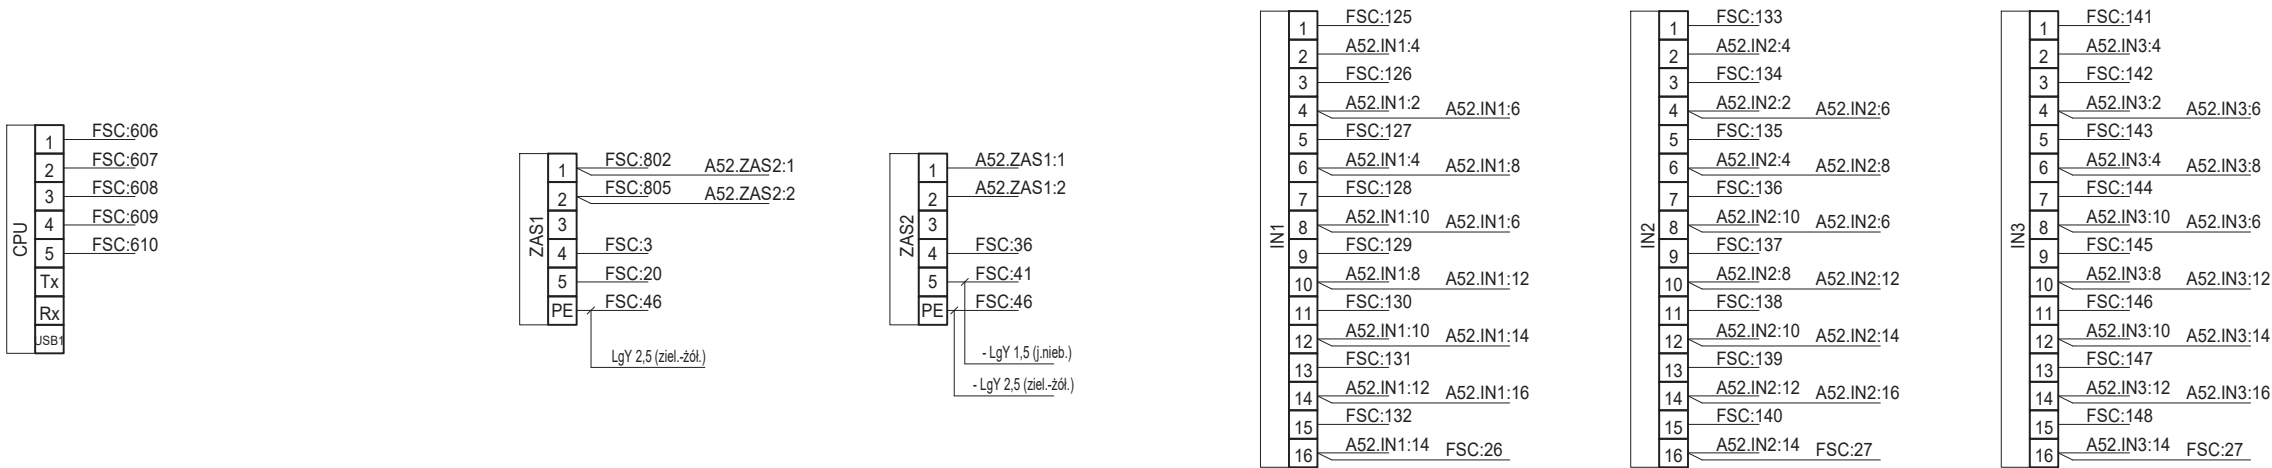 CPU
1 FSC:606
2 FSC:607
3 FSC:608
4 FSC:609
5 FSC:610
Tx
Rx
USB1
ZAS1
1 FSC:802 A52.ZAS2:1
2 FSC:805 A52.ZAS2:2
3
4 FSC:3
5 FSC:20
PE FSC:46
LgY 2,5 (ziel.-żół.)
ZAS2
1 A52.ZAS1:1
2 A52.ZAS1:2
3
4 FSC:36
5 FSC:41
PE FSC:46
- LgY 1,5 (j.nieb.)
- LgY 2,5 (ziel.-żół.)
IN1
1 FSC:125
2 A52.IN1:4
3 FSC:126
4 A52.IN1:2 A52.IN1:6
5 FSC:127
6 A52.IN1:4 A52.IN1:8
7 FSC:128
8 A52.IN1:10 A52.IN1:6
9 FSC:129
10 A52.IN1:8 A52.IN1:12
11 FSC:130
12 A52.IN1:10 A52.IN1:14
13 FSC:131
14 A52.IN1:12 A52.IN1:16
15 FSC:132
16 A52.IN1:14 FSC:26
IN2
1 FSC:133
2 A52.IN2:4
3 FSC:134
4 A52.IN2:2 A52.IN2:6
5 FSC:135
6 A52.IN2:4 A52.IN2:8
7 FSC:136
8 A52.IN2:10 A52.IN2:6
9 FSC:137
10 A52.IN2:8 A52.IN2:12
11 FSC:138
12 A52.IN2:10 A52.IN2:14
13 FSC:139
14 A52.IN2:12 A52.IN2:16
15 FSC:140
16 A52.IN2:14 FSC:27
IN3
1 FSC:141
2 A52.IN3:4
3 FSC:142
4 A52.IN3:2 A52.IN3:6
5 FSC:143
6 A52.IN3:4 A52.IN3:8
7 FSC:144
8 A52.IN3:10 A52.IN3:6
9 FSC:145
10 A52.IN3:8 A52.IN3:12
11 FSC:146
12 A52.IN3:10 A52.IN3:14
13 FSC:147
14 A52.IN3:12 A52.IN3:16
15 FSC:148
16 A52.IN3:14 FSC:27